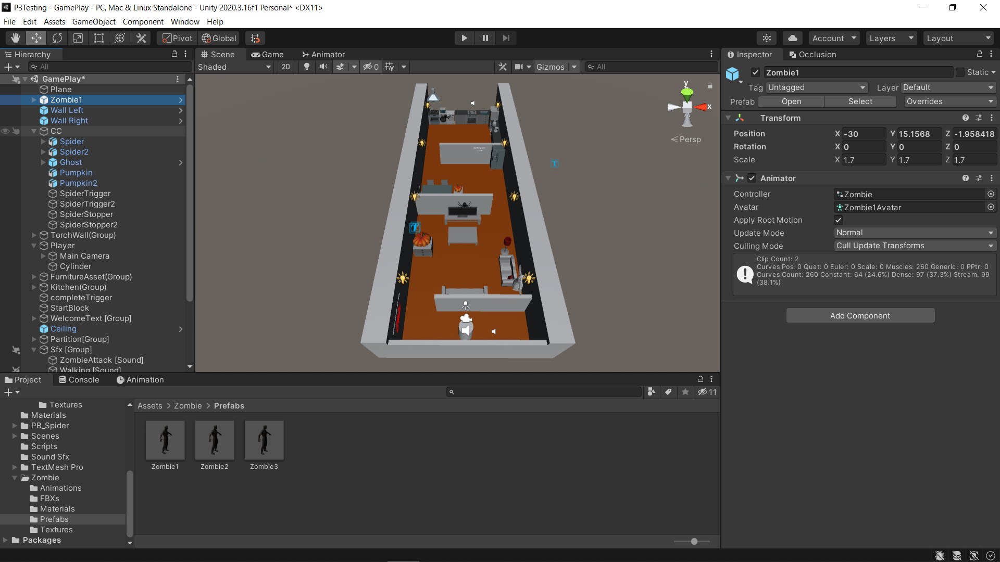 P3Testing - GamePlay - PC, Mac & Linux Standalone - Unity 2020.3.16f1 Personal* <DX11>
File Edit Assets GameObject Component Window Help
Pivot Global Account Layers Layout
Hierarchy
All
GamePlay*
Plane
Zombie1
Wall Left
Wall Right
CC
Spider
Spider2
Ghost
Pumpkin
Pumpkin2
SpiderTrigger
SpiderTrigger2
SpiderStopper
SpiderStopper2
TorchWall(Group)
Player
Main Camera
Cylinder
FurnitureAsset(Group)
Kitchen(Group)
completeTrigger
StartBlock
WelcomeText [Group]
Ceiling
Partition[Group]
Sfx [Group]
ZombieAttack [Sound]
Walking [Sound]
Scene Game Animator
Shaded 2D 0 Gizmos All
y
x
Persp
Inspector Occlusion
Zombie1 Static
Tag Untagged Layer Default
Prefab Open Select Overrides
Transform
Position X -30 Y 15.1568 Z -1.958418
Rotation X 0 Y 0 Z 0
Scale X 1.7 Y 1.7 Z 1.7
Animator
Controller Zombie
Avatar Zombie1Avatar
Apply Root Motion
Update Mode Normal
Culling Mode Cull Update Transforms
Clip Count: 2
Curves Pos: 0 Quat: 0 Euler: 0 Scale: 0 Muscles: 260 Generic: 0 PPtr: 0
Curves Count: 260 Constant: 64 (24.6%) Dense: 97 (37.3%) Stream: 99
(38.1%)
Add Component
Project Console Animation
11
Textures
Materials
PB_Spider
Scenes
Scripts
Sound Sfx
TextMesh Pro
Zombie
Animations
FBXs
Materials
Prefabs
Textures
Packages
Assets > Zombie > Prefabs
Zombie1 Zombie2 Zombie3